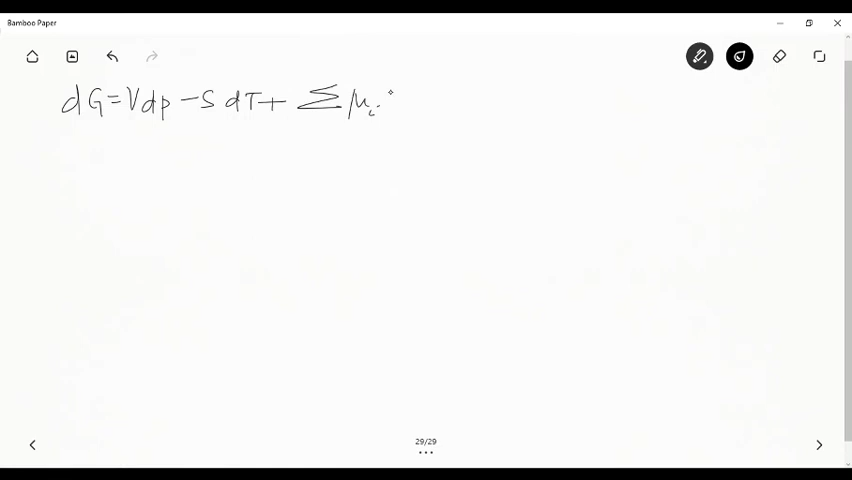 Bamboo Paper
dG = Vdp - S dT + Σ μi
29/29